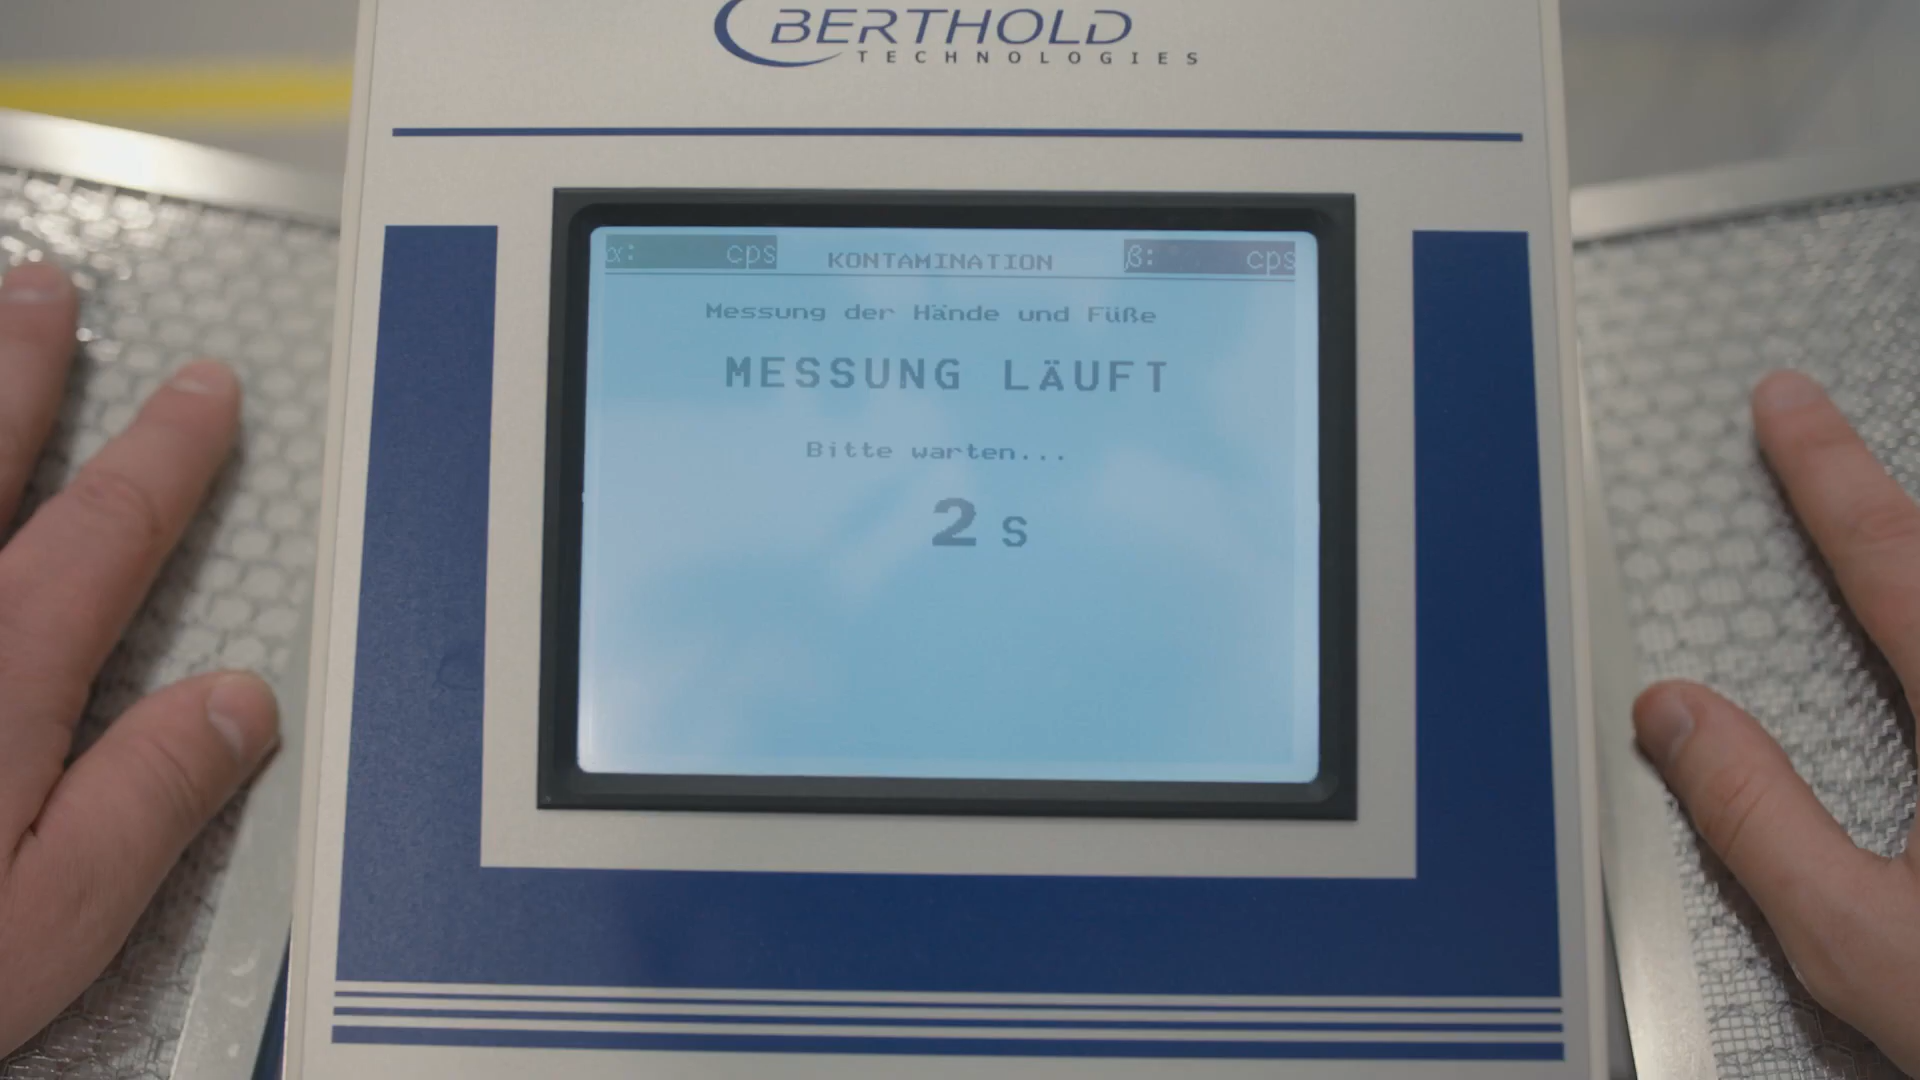 BERTHOLD
TECHNOLOGIES
α: cps KONTAMINATION β: cps
Messung der Hände und Füße
MESSUNG LÄUFT
Bitte warten...
2 s